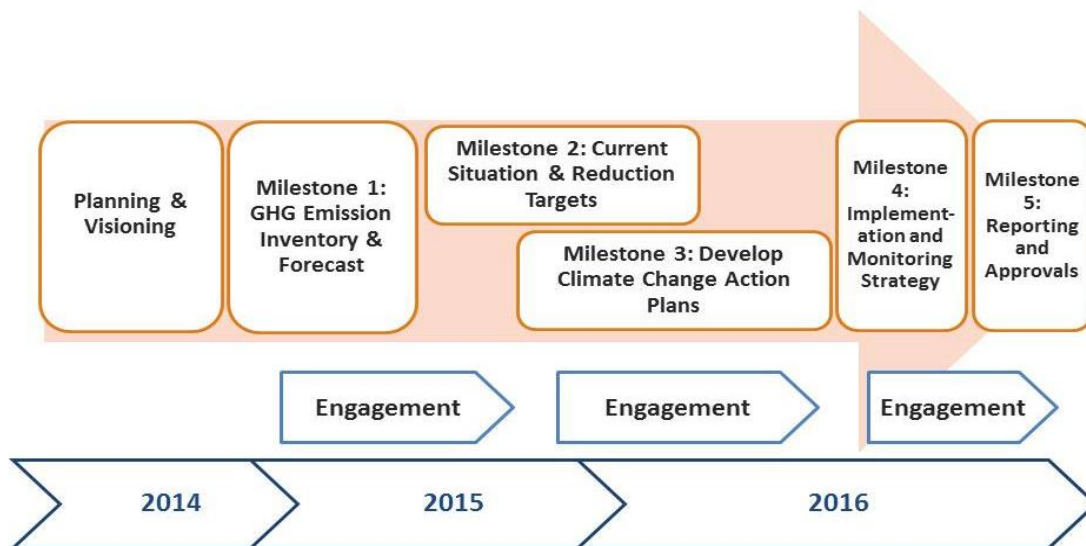 Planning &
Visioning
Milestone 1:
GHG Emission
Inventory &
Forecast
Milestone 2: Current
Situation & Reduction
Targets
Milestone 3: Develop
Climate Change Action
Plans
Milestone
4:
Implement-
ation and
Monitoring
Strategy
Milestone
5:
Reporting
and
Approvals
Engagement
Engagement
Engagement
2014
2015
2016